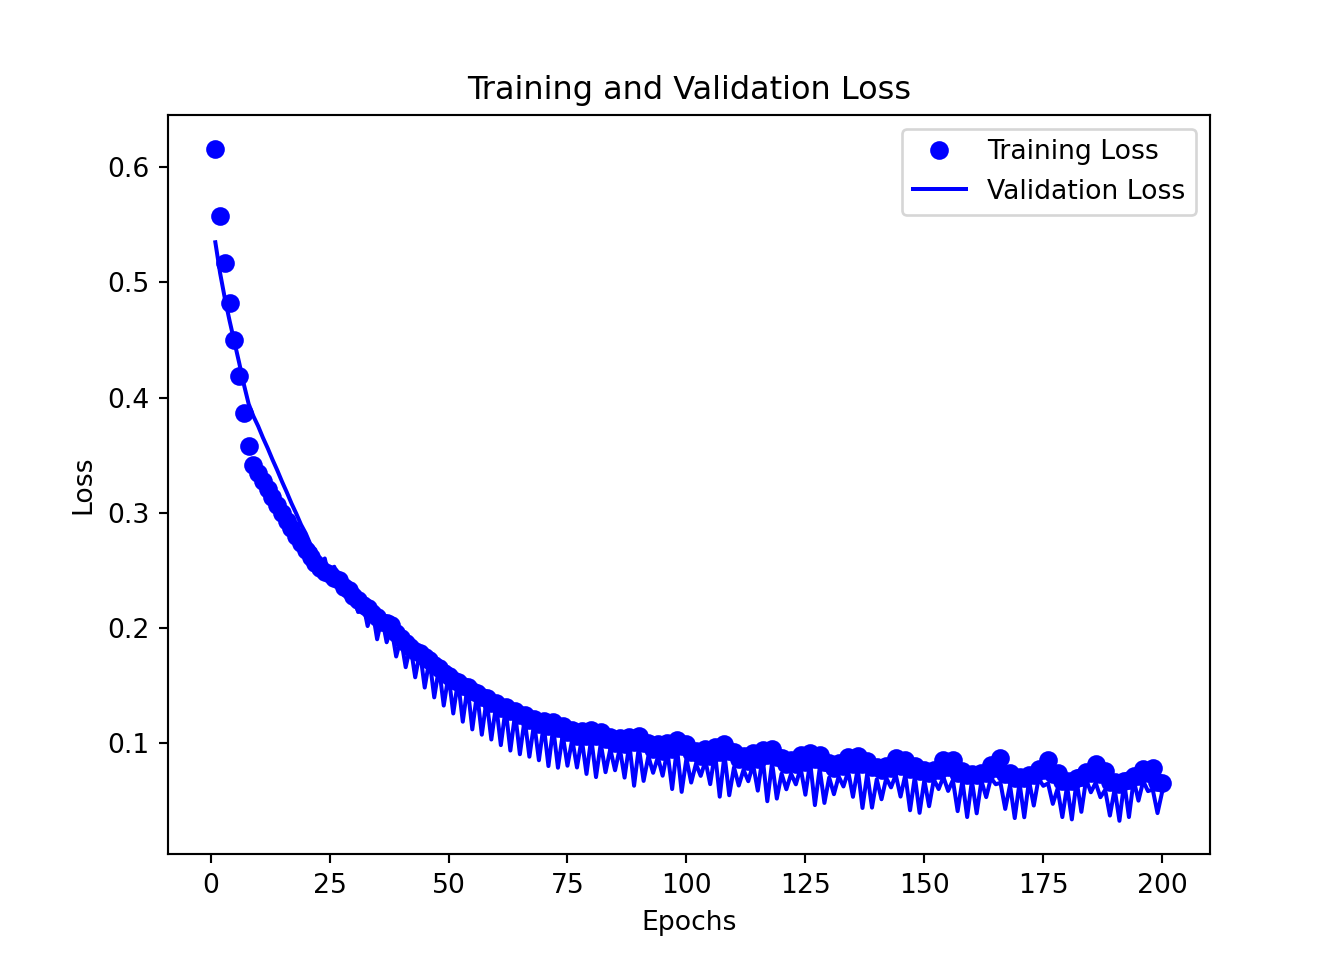 Training and Validation Loss
Training Loss
Validation Loss
0.6
0.5
0.4
0.3
0.2
0.1
Loss
0 25 50 75 100 125 150 175 200
Epochs